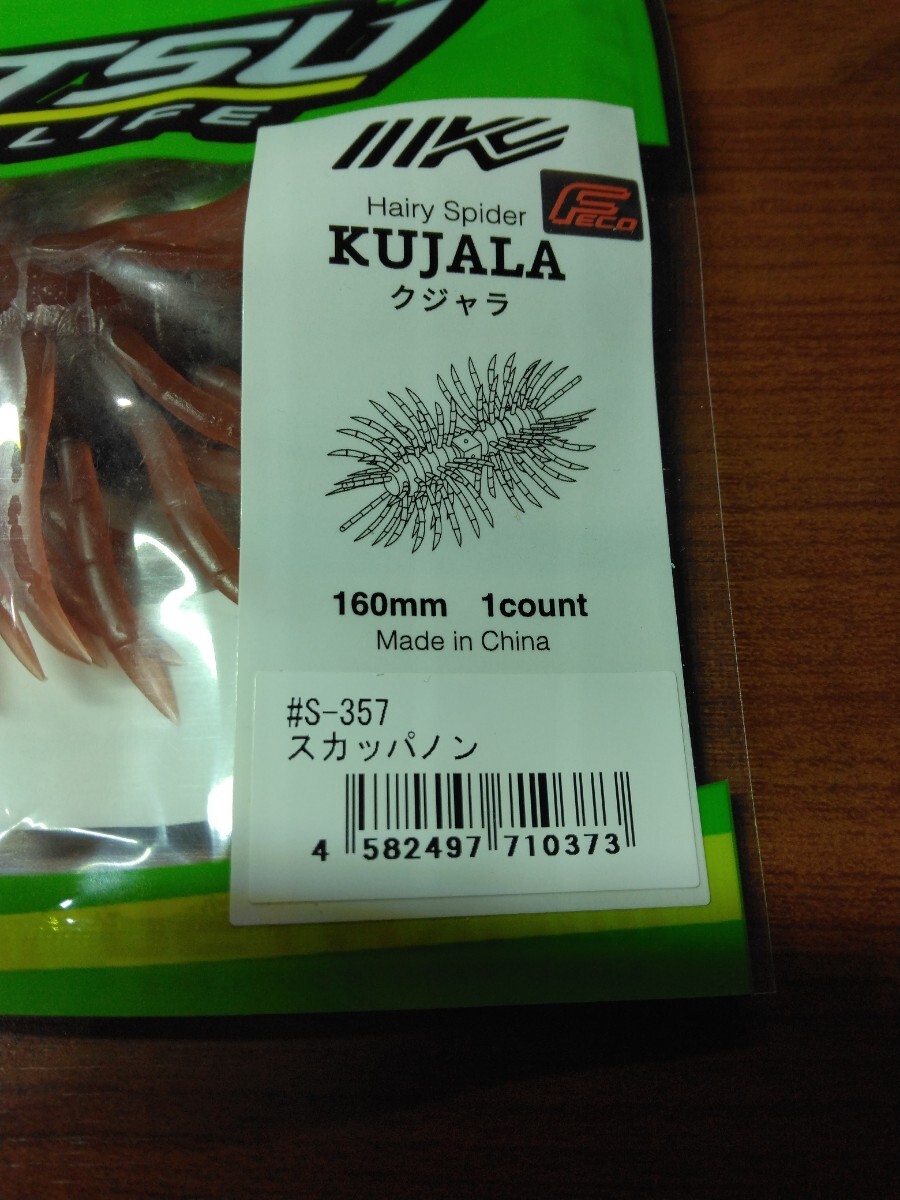 TSU
LIFE
Hairy Spider
FECO
KUJALA
クジャラ
160mm 1count
Made in China
#S-357
スカッパノン
4 582497 710373